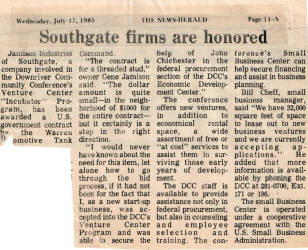 Wednesday, July 17, 1985
THE NEWS-HERALD
Page 11-A
Southgate firms are honored
Jamison Industries
of Southgate, a
company involved in
the Downriver Com-
munity Conference's
Venture Center
"Incubator" Pro-
gram, has been
awarded a U.S.
government contract
by the Warren
Automotive Tank
Command.
"The contract is
for a threaded stud,"
owner Gene Jamison
said. "The dollar
amount is quite
small—in the neigh-
borhood of $1000 for
the entire contract—
but it certainly is a
step in the right
direction.
"I would never
have known about the
need for this item, let
alone how to go
through the bid
process, if it had not
been for the fact that
I, as a new start-up
business, was ac-
cepted into the DCC's
Venture Center
Program and was
able to secure the
help of John
Chichester in the
federal procurement
section of the DCC's
Economic Develop-
ment Center."
The conference
offers new ventures,
in addition to
economical rental
space, a wide
assortment of free or
"at cost" services to
assist them in sur-
viving those early
years of develop-
ment.
The DCC staff is
available to provide
assistance not only in
federal procurement
but also in counseling
and employee
selection and
training. The con-
ference's Small
Business Center can
help secure financing
and assist in business
planning.
Bill Cheff, small
business manager,
said "We have 32,000
square feet of space
to lease out to new
business ventures
and we are currently
accepting ap-
plications." He
added that more
information is avail-
able by phoning the
DCC at 281-0700, Ext.
171 or 196.
The small Business
Center is operated
under a cooperative
agreement with the
U.S. Small Business
Administration.